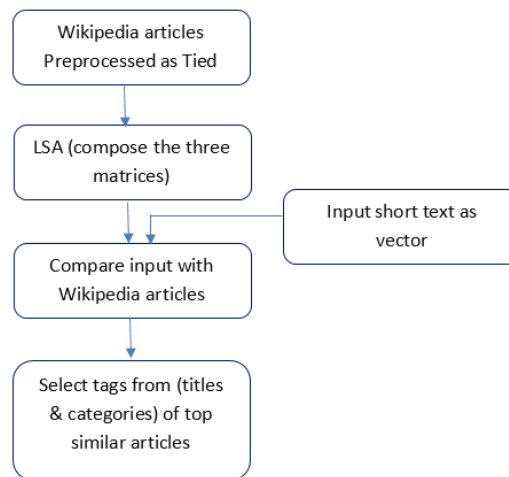 Wikipedia articles
Preprocessed as Tied
LSA (compose the three
matrices)
Input short text as
vector
Compare input with
Wikipedia articles
Select tags from (titles
& categories) of top
similar articles